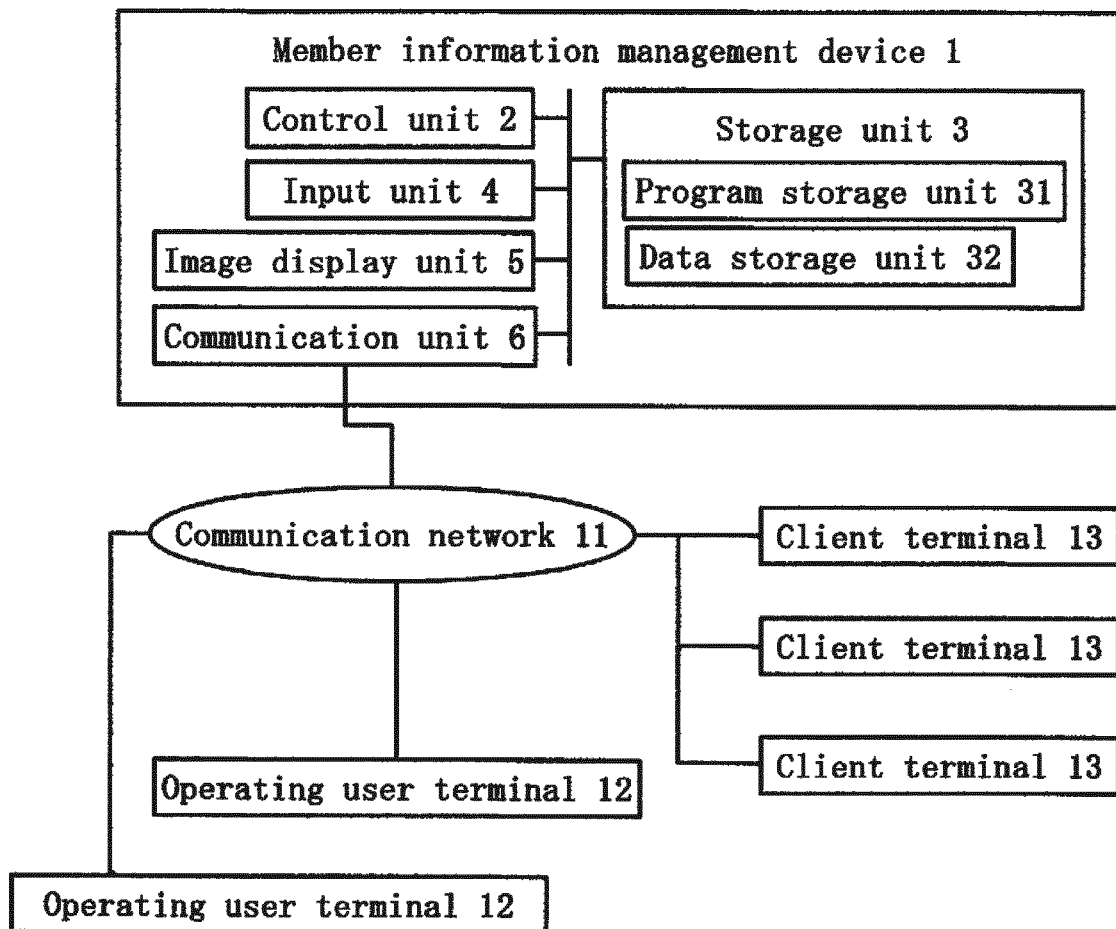 Member information management device 1
Control unit 2
Input unit 4
Image display unit 5
Communication unit 6
Storage unit 3
Program storage unit 31
Data storage unit 32
Communication network 11
Client terminal 13
Client terminal 13
Client terminal 13
Operating user terminal 12
Operating user terminal 12